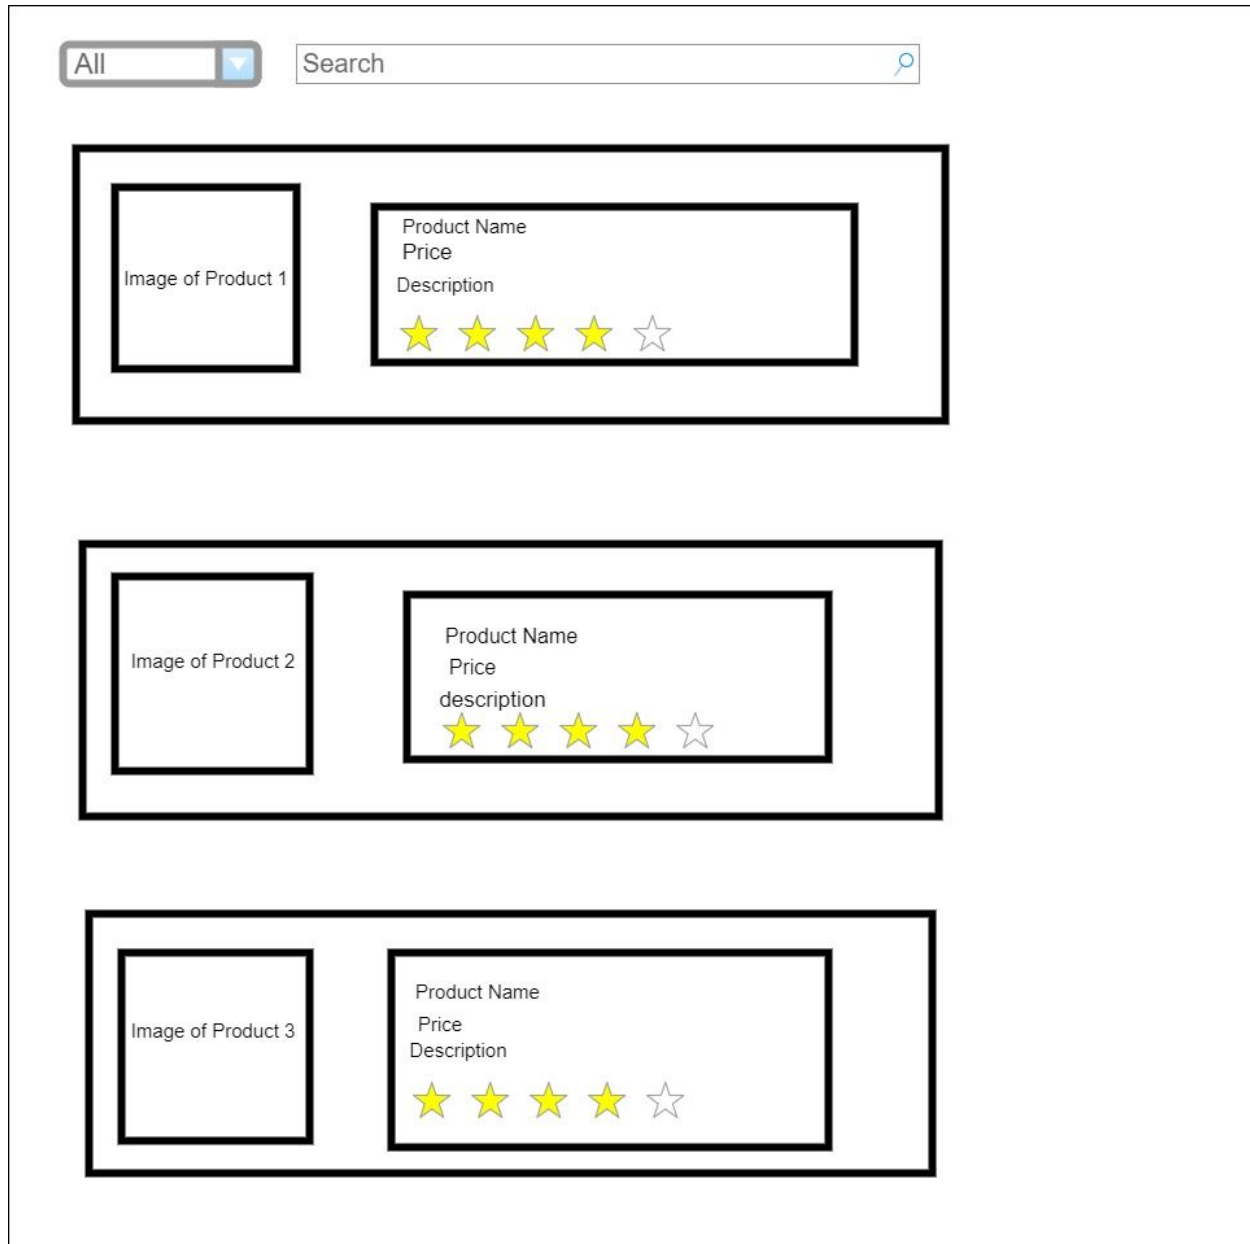 All
Search
Image of Product 1
Product Name
Price
Description
Image of Product 2
Product Name
Price
description
Image of Product 3
Product Name
Price
Description